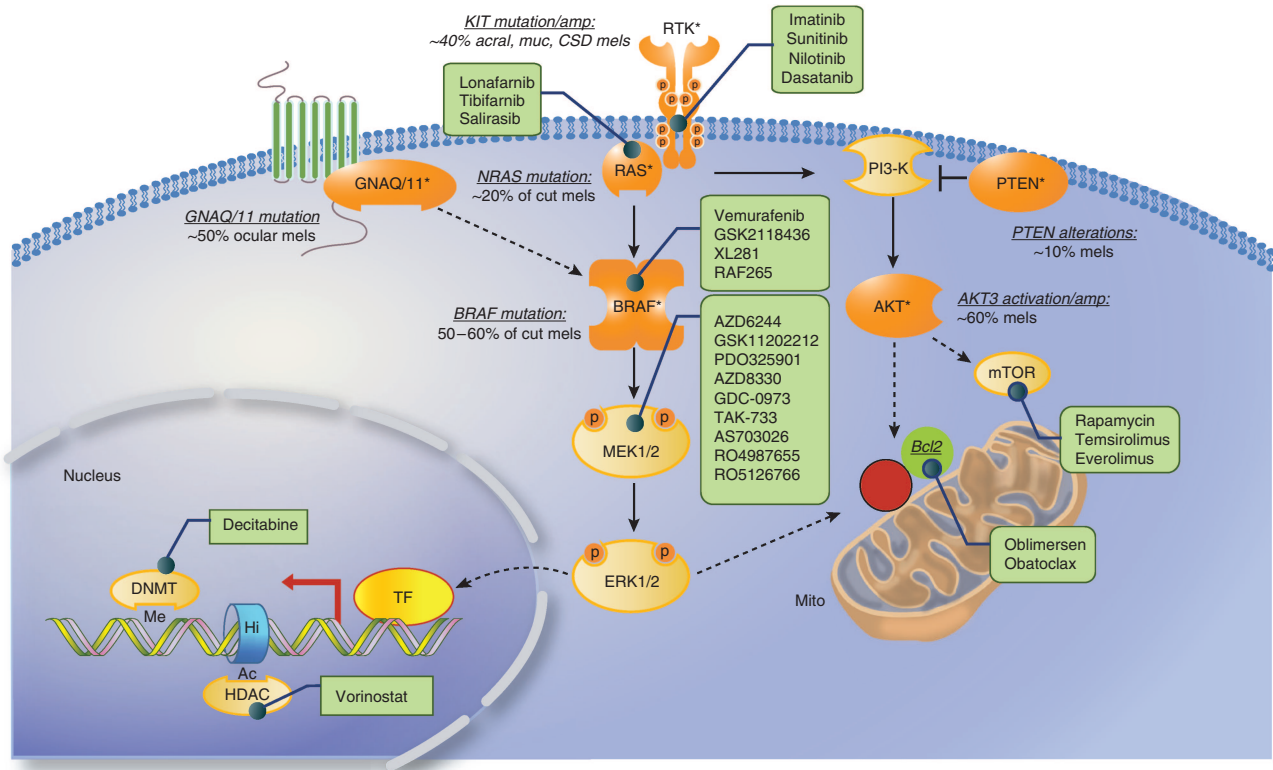 KIT mutation/amp:
~40% acral, muc, CSD mels
RTK*
Imatinib
Sunitinib
Nilotinib
Dasatanib
p
p
p
p
p
p
p
p
Lonafarnib
Tibifarnib
Salirasib
GNAQ/11*
GNAQ/11 mutation
~50% ocular mels
NRAS mutation:
~20% of cut mels
RAS*
PI3-K
PTEN*
PTEN alterations:
~10% mels
Vemurafenib
GSK2118436
XL281
RAF265
BRAF mutation:
50–60% of cut mels
BRAF*
AKT*
AKT3 activation/amp:
~60% mels
AZD6244
GSK11202212
PDO325901
AZD8330
GDC-0973
TAK-733
AS703026
RO4987655
RO5126766
mTOR
Rapamycin
Temsirolimus
Everolimus
p
p
MEK1/2
Bcl2
Oblimersen
Obatoclax
Mito
p
p
ERK1/2
Nucleus
Decitabine
DNMT
Me
TF
Hi
Ac
HDAC
Vorinostat